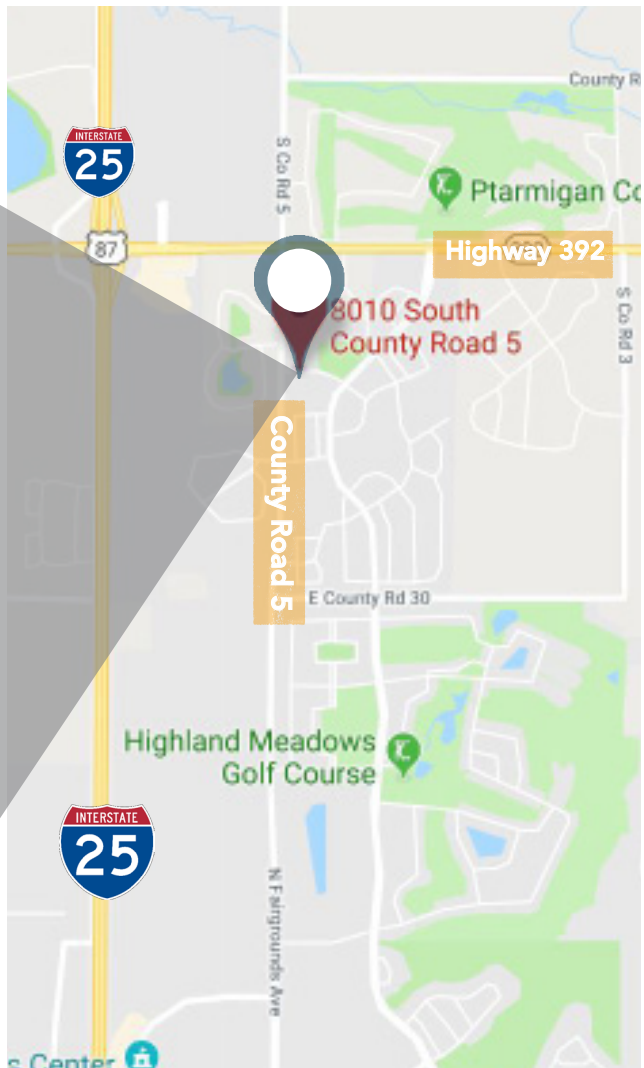 County R
INTERSTATE
25
S Co Rd 5
Ptarmigan Co
87
Highway 392
8010 South
County Road 5
S Co Rd 3
County Road 5
E County Rd 30
Highland Meadows
Golf Course
INTERSTATE
25
N Fairgrounds Ave
s Center